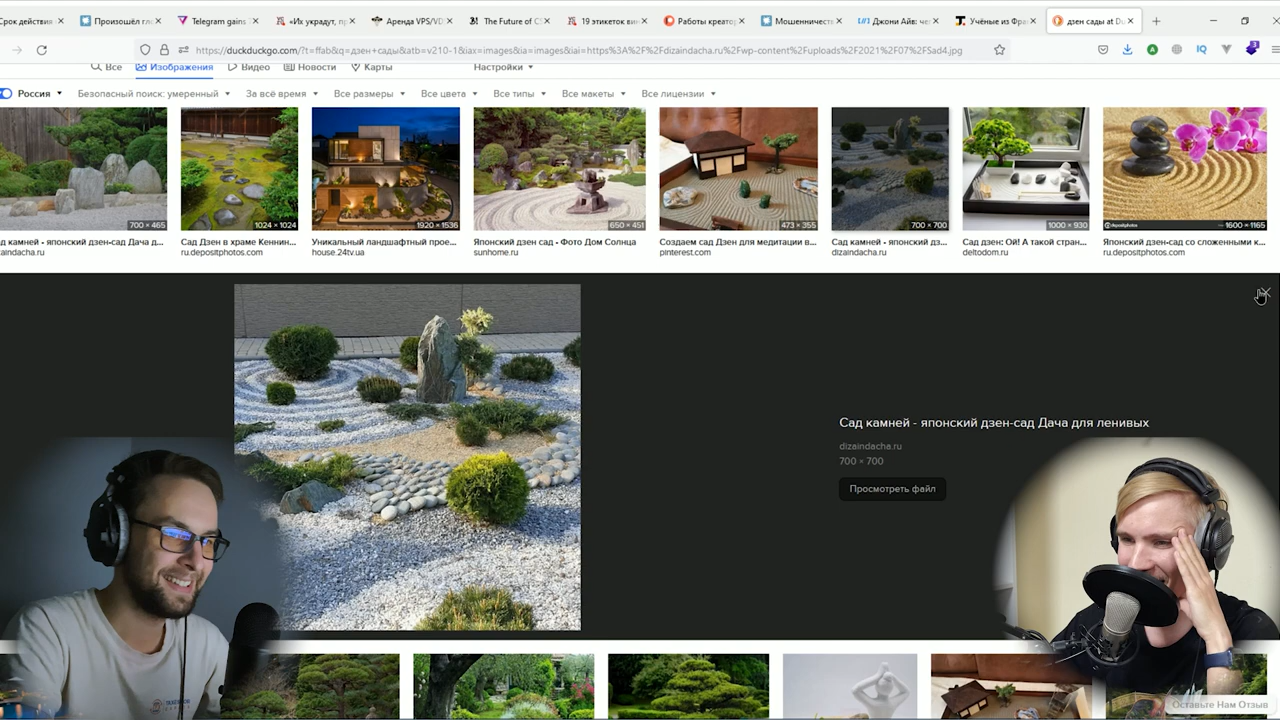 Срок действия
Произошёл гл
Telegram gains
«Их украдут, пр
Аренда VPS/VD
The Future of CS
19 этикеток вин
Работы креатор
Мошенничест
Джони Айв: че
Учёные из Фран
дзен сады at Du
https://duckduckgo.com/?t=ffab&q=дзен+сады&atb=v210-1&iax=images&ia=images&iai=https%3A%2F%2Fdizaindacha.ru%2Fwp-content%2Fuploads%2F2021%2F07%2FSad4.jpg
IQ
3
Все
Изображения
Видео
Новости
Карты
Настройки
Россия
Безопасный поиск: умеренный
За всё время
Все размеры
Все цвета
Все типы
Все макеты
Все лицензии
700 × 465
1024 × 1024
1920 × 1536
650 × 451
473 × 355
700 × 700
1000 × 930
depositphotos
1600 × 1165
д камней - японский дзен-сад Дача д...
Сад Дзен в храме Кеннин...
Уникальный ландшафтный прое...
Японский дзен сад • Фото Дом Солнца
Создаем сад Дзен для медитации в...
Сад камней - японский дз...
Сад дзен: Ой! А такой стран...
Японский дзен-сад со сложенными к...
zaindacha.ru
ru.depositphotos.com
house.24tv.ua
sunhome.ru
pinterest.com
dizaindacha.ru
deltodom.ru
ru.depositphotos.com
Сад камней - японский дзен-сад Дача для ленивых
dizaindacha.ru
700 × 700
Просмотреть файл
Оставьте Нам Отзыв